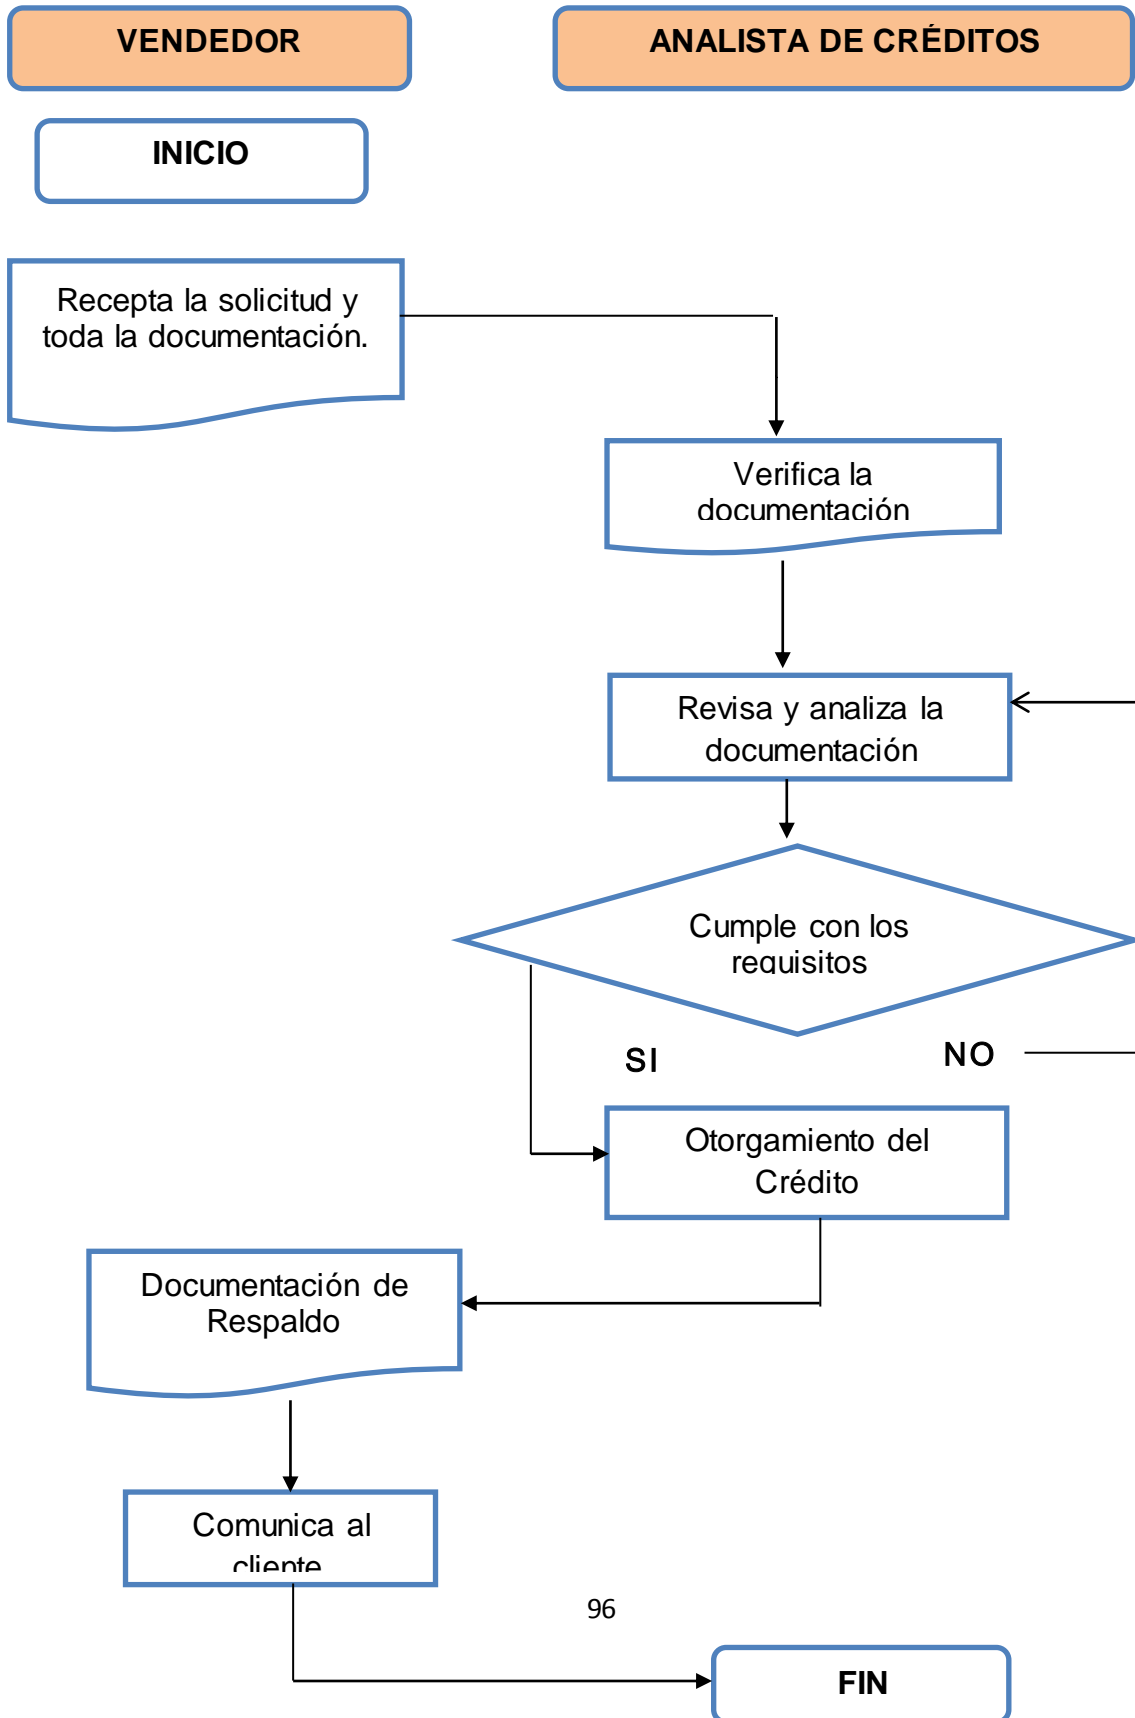 VENDEDOR
ANALISTA DE CRÉDITOS
INICIO
Recepta la solicitud y
toda la documentación.
Verifica la
documentación
Revisa y analiza la
documentación
Cumple con los
requisitos
SI
NO
Otorgamiento del
Crédito
Documentación de
Respaldo
Comunica al
cliente
96
FIN